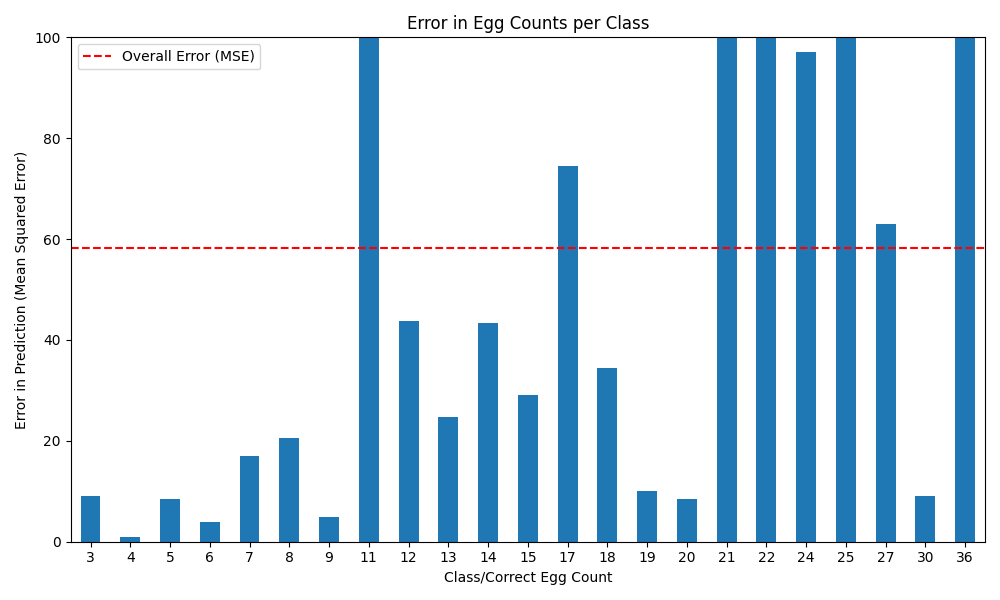 Error in Egg Counts per Class
Overall Error (MSE)
Error in Prediction (Mean Squared Error)
100
80
60
40
20
0
3 4 5 6 7 8 9 11 12 13 14 15 17 18 19 20 21 22 24 25 27 30 36
Class/Correct Egg Count